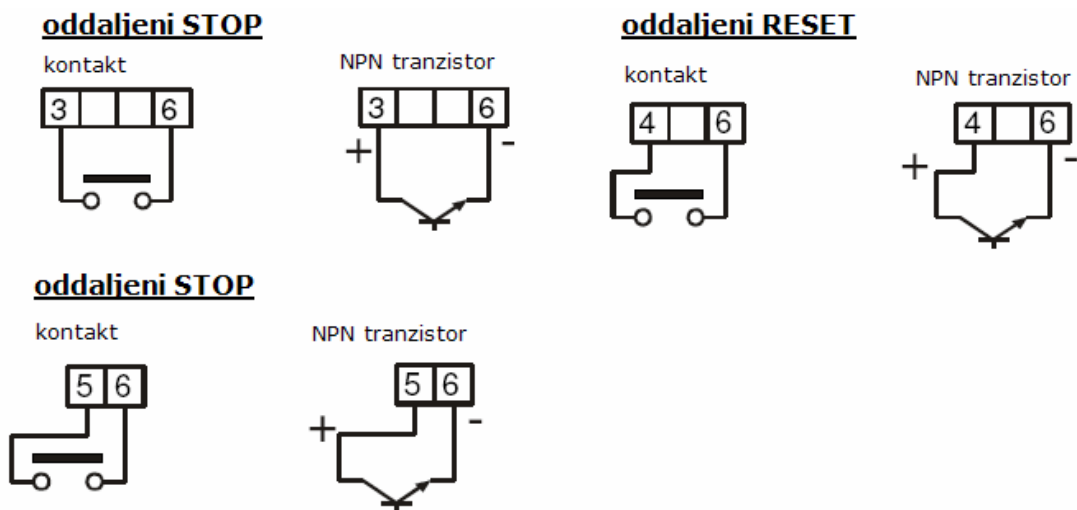 oddaljeni STOP
kontakt
NPN tranzistor
3 6
3 6
+ -
oddaljeni RESET
kontakt
NPN tranzistor
4 6
4 6
+ -
oddaljeni STOP
kontakt
NPN tranzistor
5 6
5 6
+ -